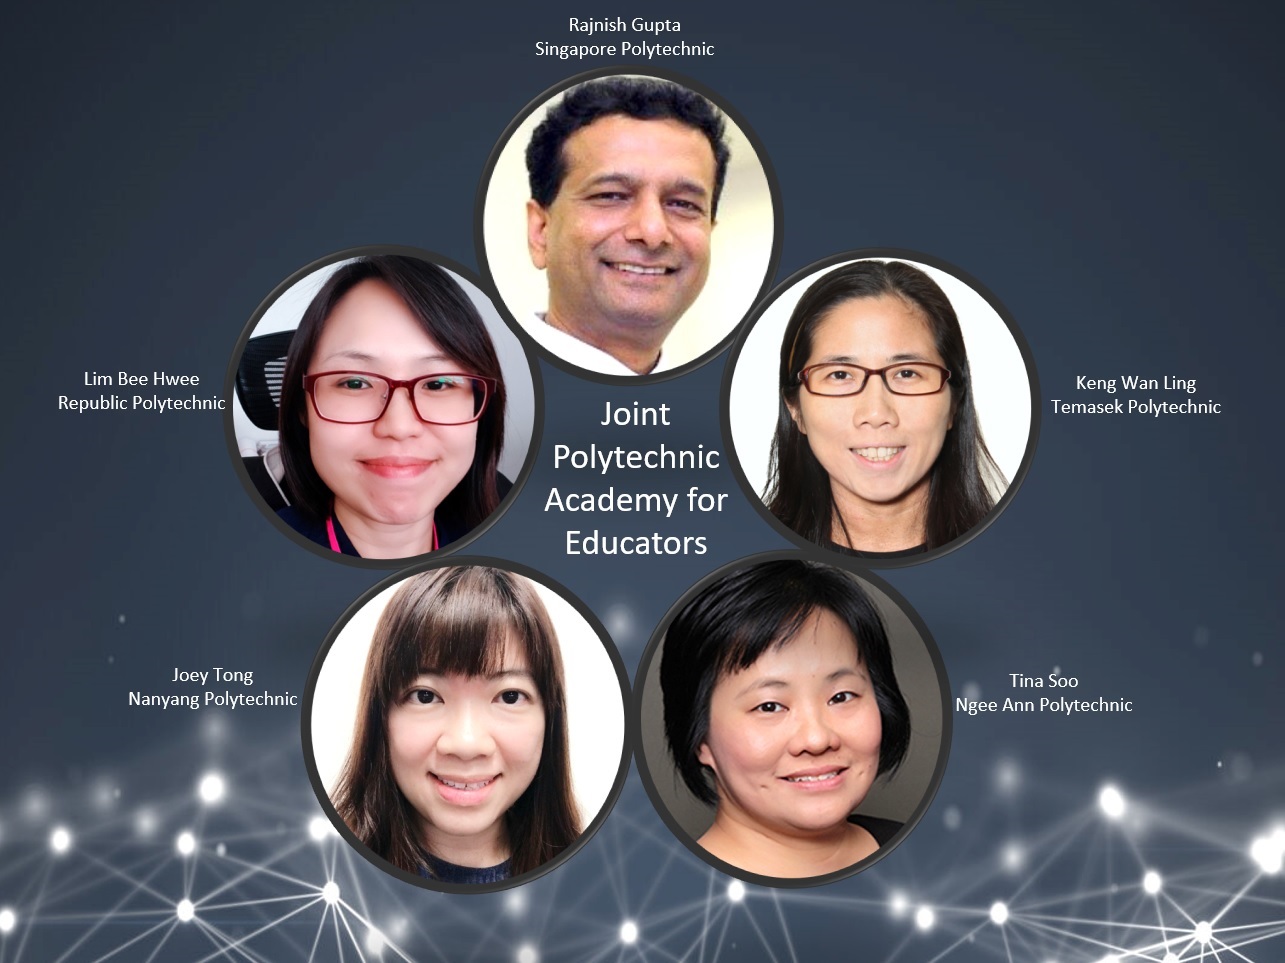 Rajnish Gupta
Singapore Polytechnic
Lim Bee Hwee
Republic Polytechnic
Keng Wan Ling
Temasek Polytechnic
Joint
Polytechnic
Academy for
Educators
Joey Tong
Nanyang Polytechnic
Tina Soo
Ngee Ann Polytechnic